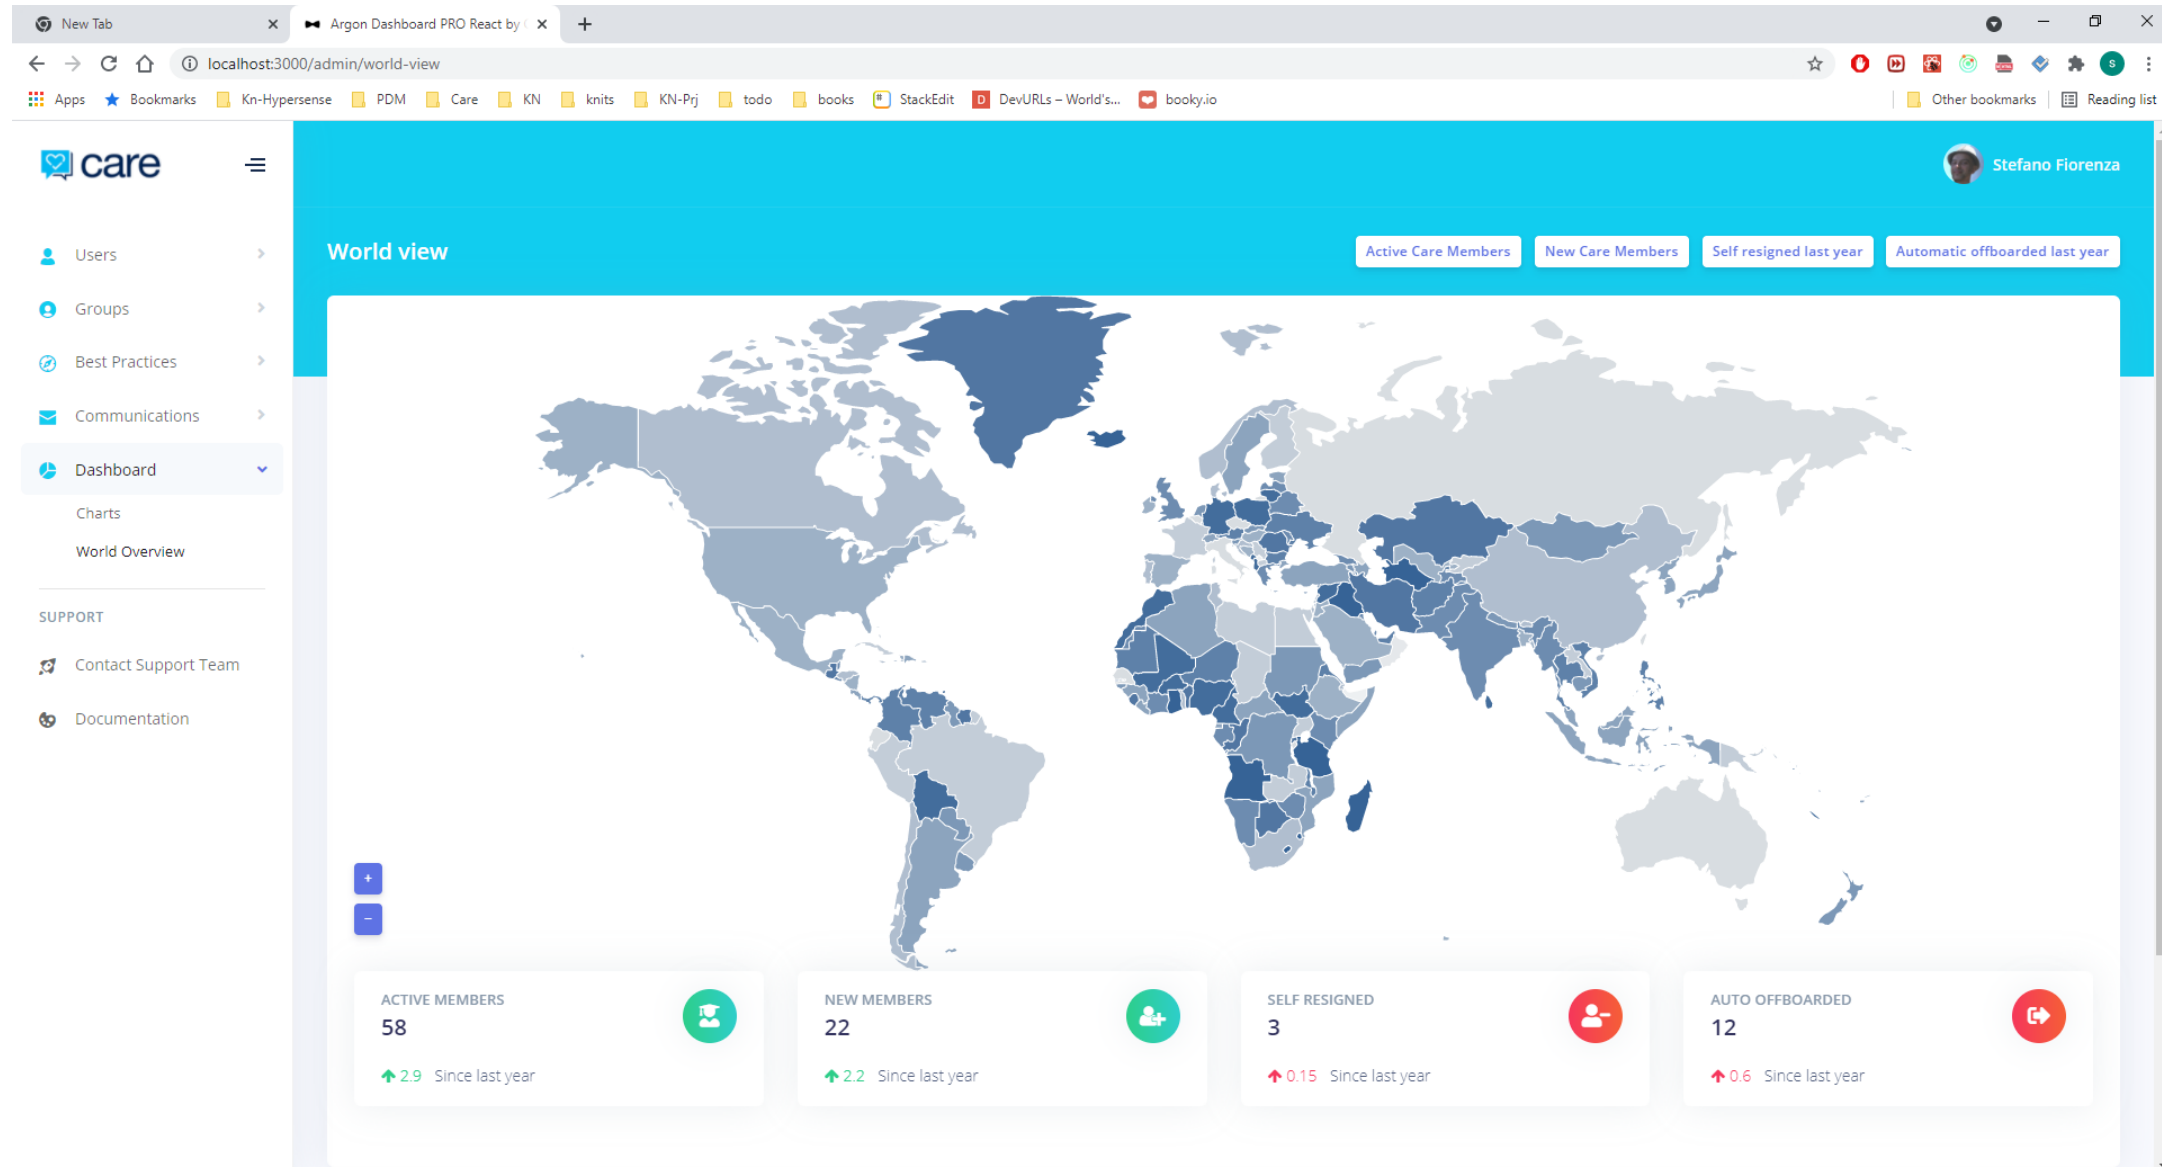 New Tab
Argon Dashboard PRO React by
localhost:3000/admin/world-view
Apps Bookmarks Kn-Hypersense PDM Care KN knits KN-Prj todo books StackEdit DevURLs – World's... booky.io Other bookmarks Reading list
care
Stefano Fiorenza
Users
Groups
Best Practices
Communications
Dashboard
Charts
World Overview
SUPPORT
Contact Support Team
Documentation
World view
Active Care Members New Care Members Self resigned last year Automatic offboarded last year
+
-
ACTIVE MEMBERS
58
2.9 Since last year
NEW MEMBERS
22
2.2 Since last year
SELF RESIGNED
3
0.15 Since last year
AUTO OFFBOARDED
12
0.6 Since last year